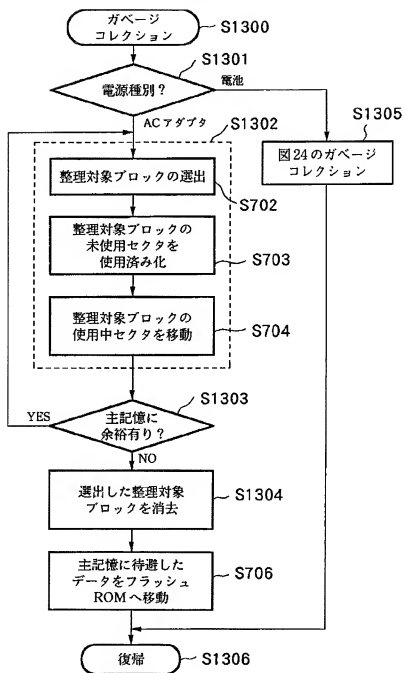 ガベージ
コレクション
S1300
S1301
電源種別？
電池
ACアダプタ
S1302
S1305
図24のガベージ
コレクション
整理対象ブロックの選出
S702
整理対象ブロックの
未使用セクタを
使用済み化
S703
整理対象ブロックの
使用中セクタを移動
S704
S1303
YES
主記憶に
余裕有り？
NO
選出した整理対象
ブロックを消去
S1304
主記憶に待避した
データをフラッシュ
ROMへ移動
S706
復帰
S1306